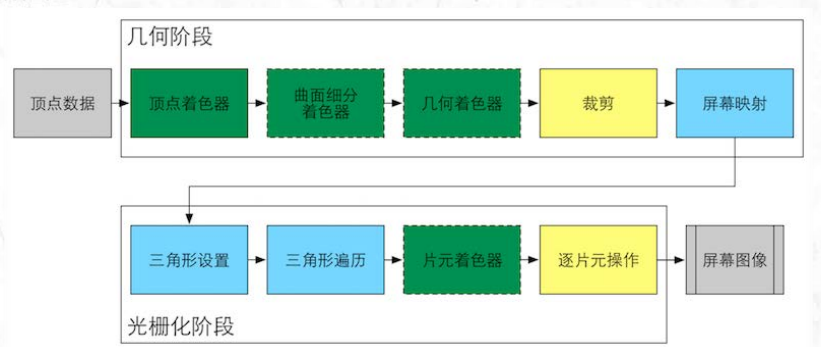 几何阶段
顶点数据
顶点着色器
曲面细分
着色器
几何着色器
裁剪
屏幕映射
三角形设置
三角形遍历
片元着色器
逐片元操作
屏幕图像
光栅化阶段